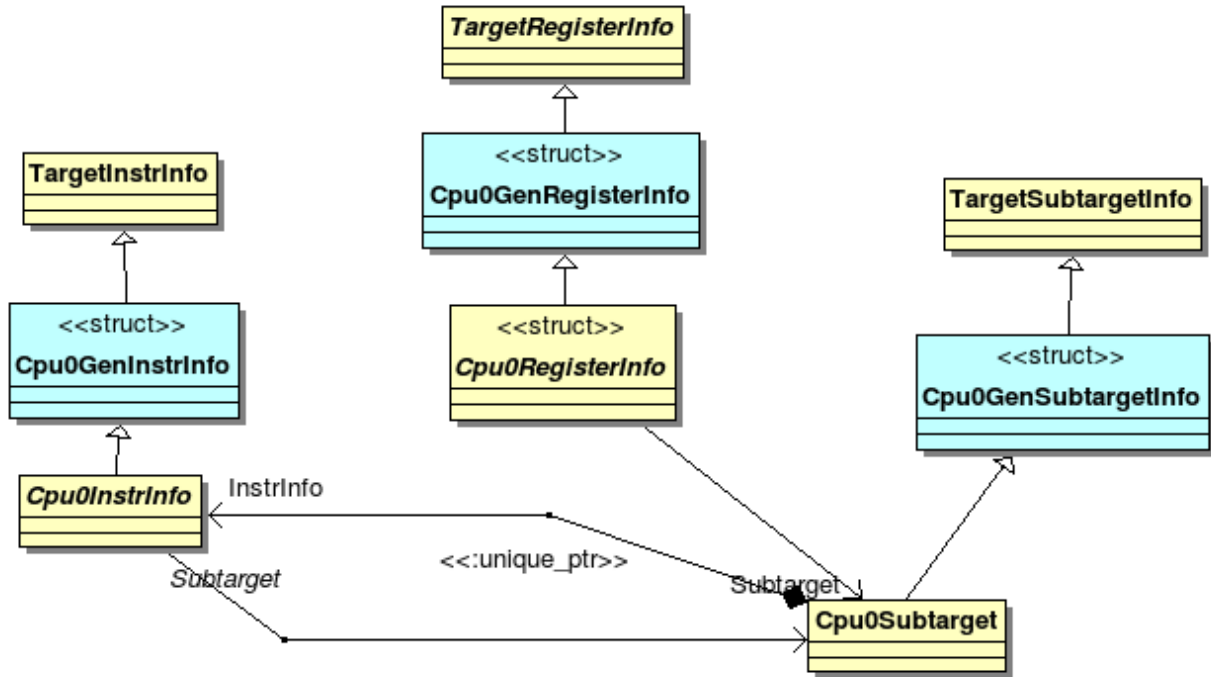 TargetRegisterInfo
<<struct>>
Cpu0GenRegisterInfo
TargetInstrInfo
TargetSubtargetInfo
<<struct>>
Cpu0GenInstrInfo
<<struct>>
Cpu0RegisterInfo
<<struct>>
Cpu0GenSubtargetInfo
Cpu0InstrInfo
InstrInfo
<<:unique_ptr>>
Subtarget
Subtarget
Cpu0Subtarget